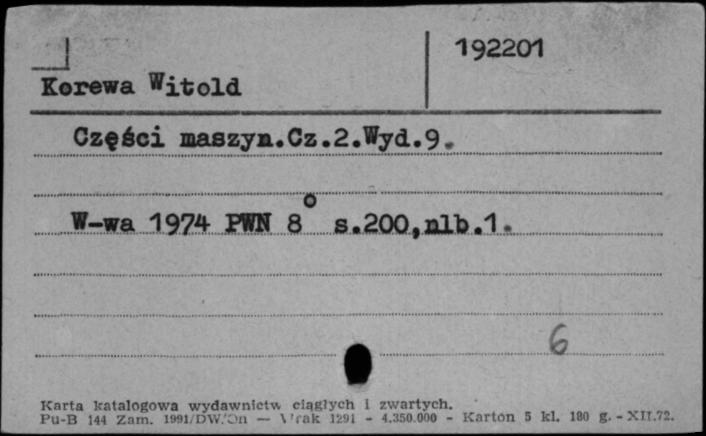 192201
Korewa Witold
Części maszyn.Cz.2.Wyd.9.
W-wa 1974 PWN 8° s.200,nlb.1.
6
Karta katalogowa wydawnictw ciągłych i zwartych.
Pu-B 144 Zam. 1991/DW/On — 1291 - 4.350.000 - Karton 5 kl. 180 g. - XII.72.